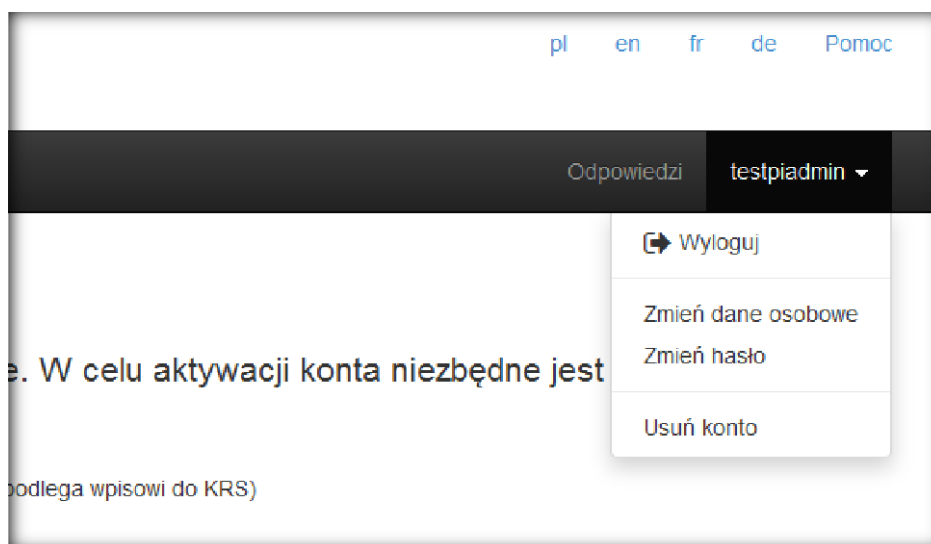 pl en fr de Pomoc
Odpowiedzi testpiadmin
Wyloguj
Zmień dane osobowe
Zmień hasło
. W celu aktywacji konta niezbędne jest
Usuń konto
podlega wpisowi do KRS)